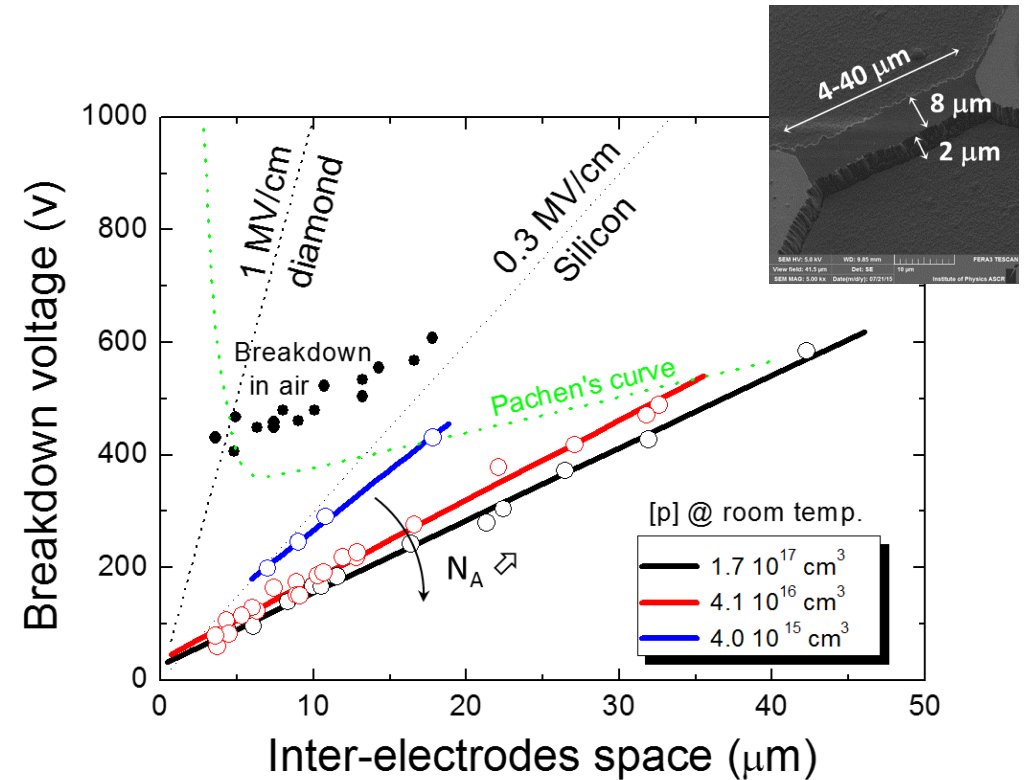 4-40 μm
8 μm
2 μm
SEM HV: 5.0 kV WD: 9.85 mm FERA3 TESCAN
View field: 41.5 μm Det: SE 10 μm
SEM MAG: 5.00 kx Date(m/d/y): 07/21/15 Institute of Physics ASCR
Breakdown voltage (v)
1000
800
600
400
200
0
1 MV/cm
diamond
0.3 MV/cm
Silicon
Breakdown
in air
Pachen's curve
N_A ⇗
[p] @ room temp.
1.7 10^17 cm^3
4.1 10^16 cm^3
4.0 10^15 cm^3
0 10 20 30 40 50
Inter-electrodes space (μm)